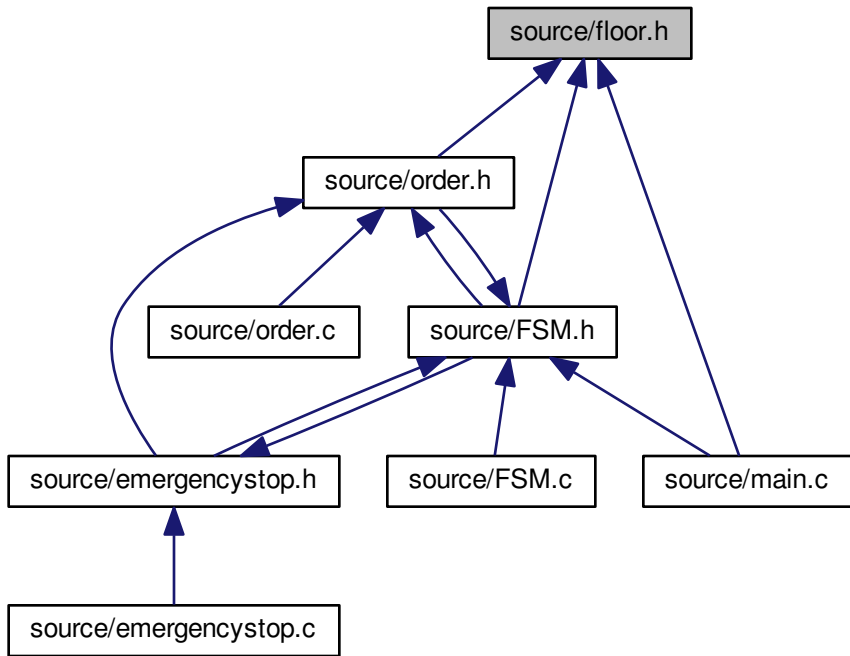 source/floor.h
source/order.h
source/order.c
source/FSM.h
source/emergencystop.h
source/FSM.c
source/main.c
source/emergencystop.c